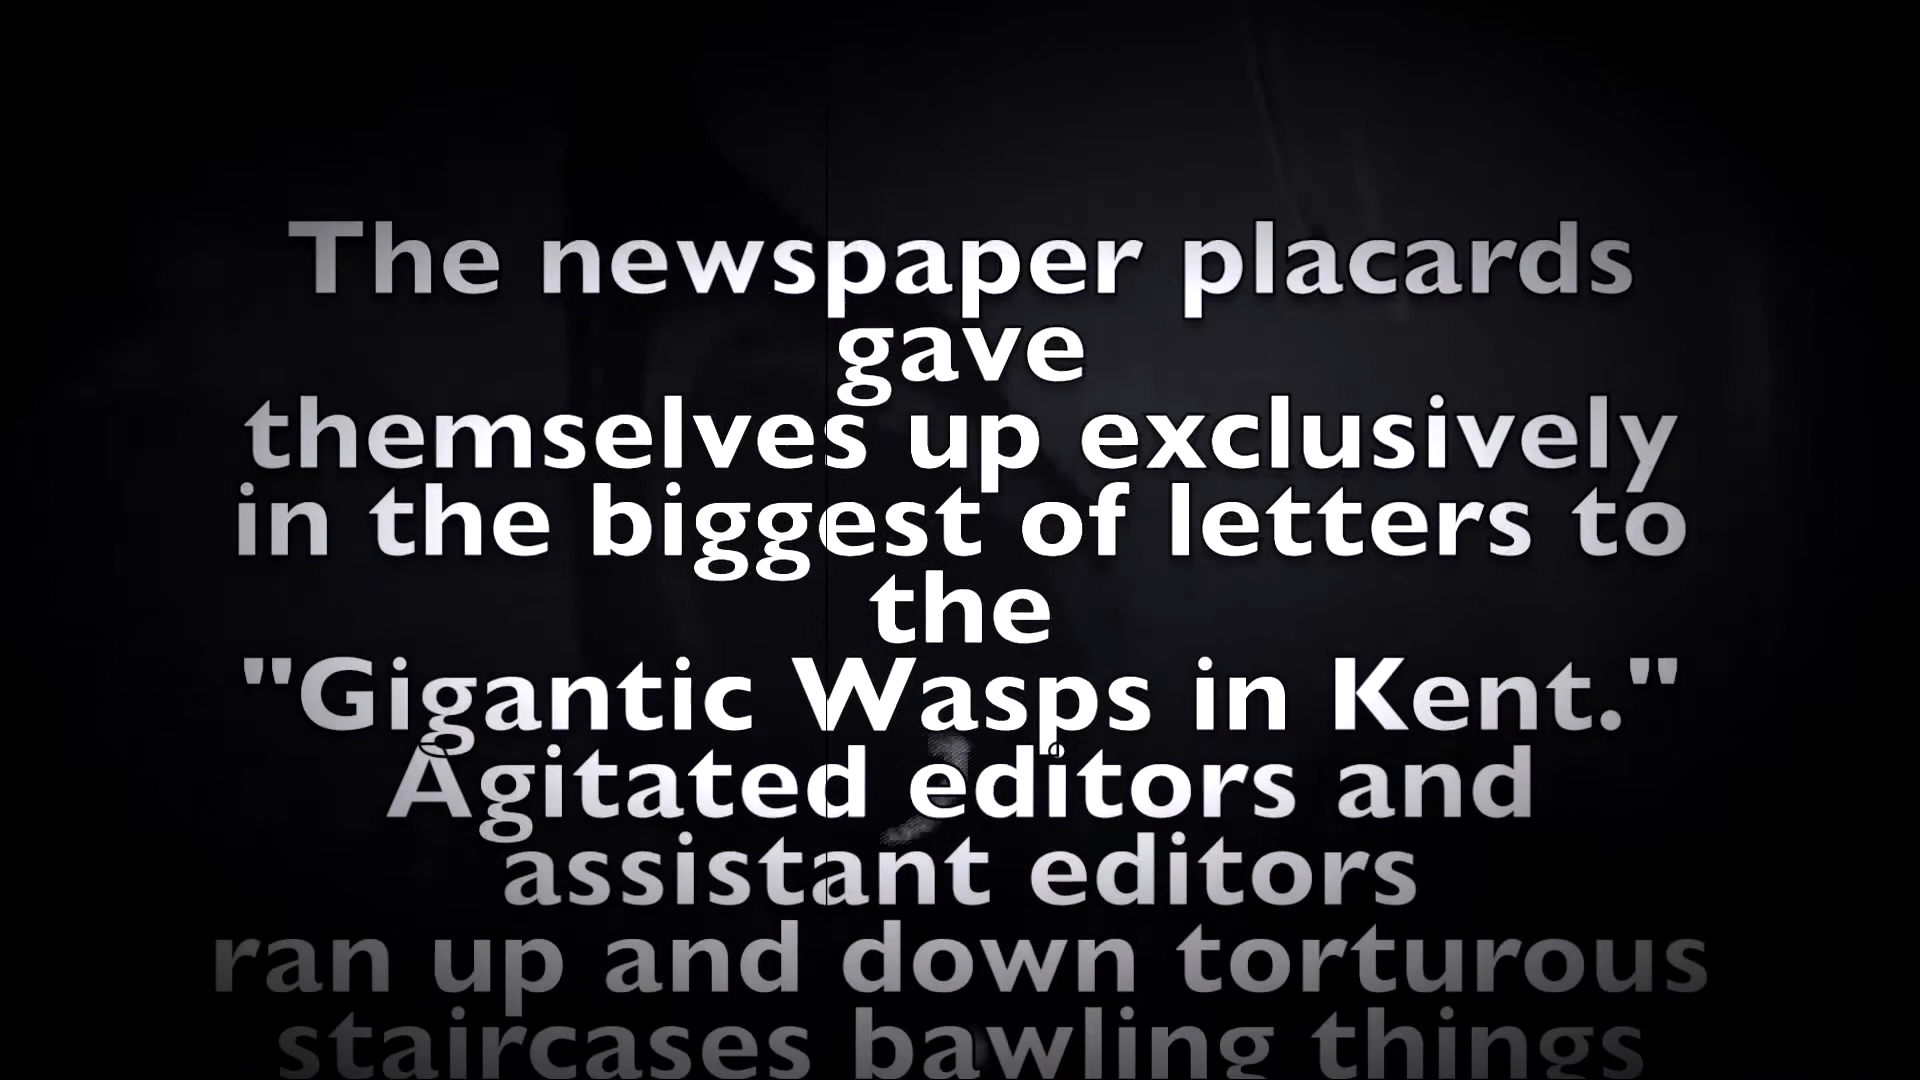 The newspaper placards
gave
themselves up exclusively
in the biggest of letters to
the
"Gigantic Wasps in Kent."
Agitated editors and
assistant editors
ran up and down torturous
staircases bawling things